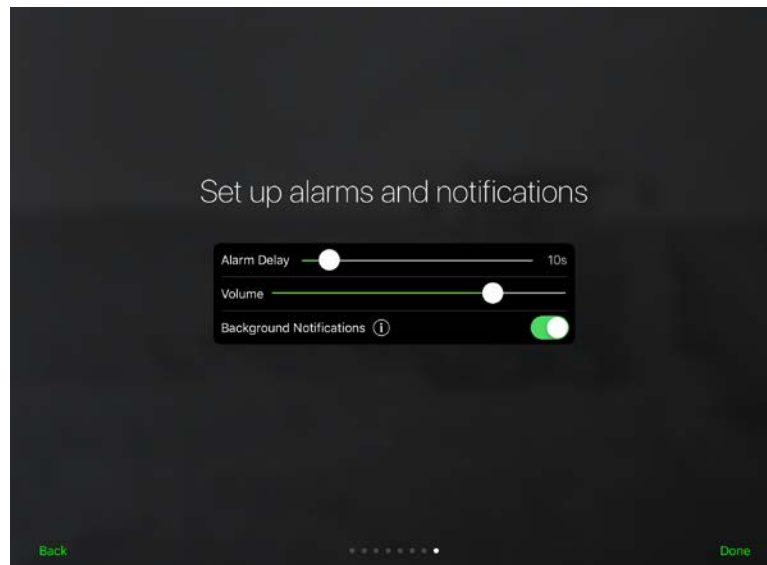 Set up alarms and notifications
Alarm Delay 10s
Volume
Background Notifications i
Back Done